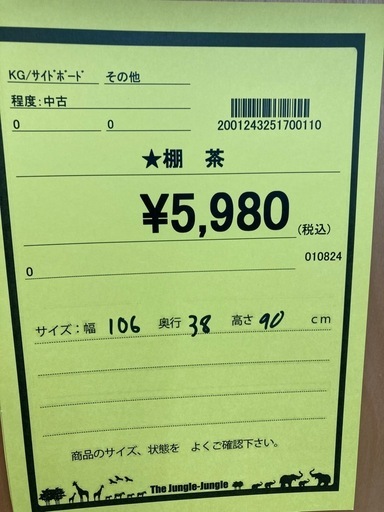 KG/ｻｲﾄﾞﾎﾞｰﾄﾞ その他
程度:中古
0 0
2001243251700110
★棚 茶
¥5,980 (税込)
0 010824
サイズ:幅 106 奥行 38 高さ 90 cm
商品のサイズ、状態を よくご確認下さい。
The Jungle-Jungle